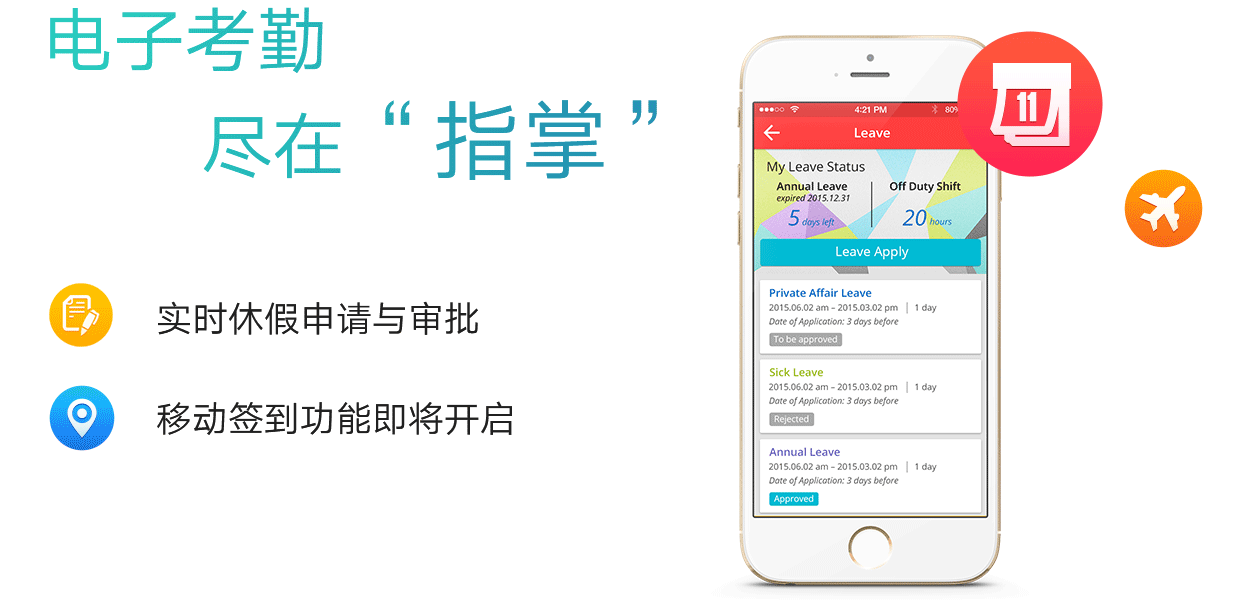 电子考勤
尽在“指掌”
实时休假申请与审批
移动签到功能即将开启
4:21 PM
80%
Leave
11
My Leave Status
Annual Leave
expired 2015.12.31
5 days left
Off Duty Shift
20 hours
Leave Apply
Private Affair Leave
2015.06.02 am – 2015.03.02 pm | 1 day
Date of Application: 3 days before
To be approved
Sick Leave
2015.06.02 am – 2015.03.02 pm | 1 day
Date of Application: 3 days before
Rejected
Annual Leave
2015.06.02 am – 2015.03.02 pm | 1 day
Date of Application: 3 days before
Approved